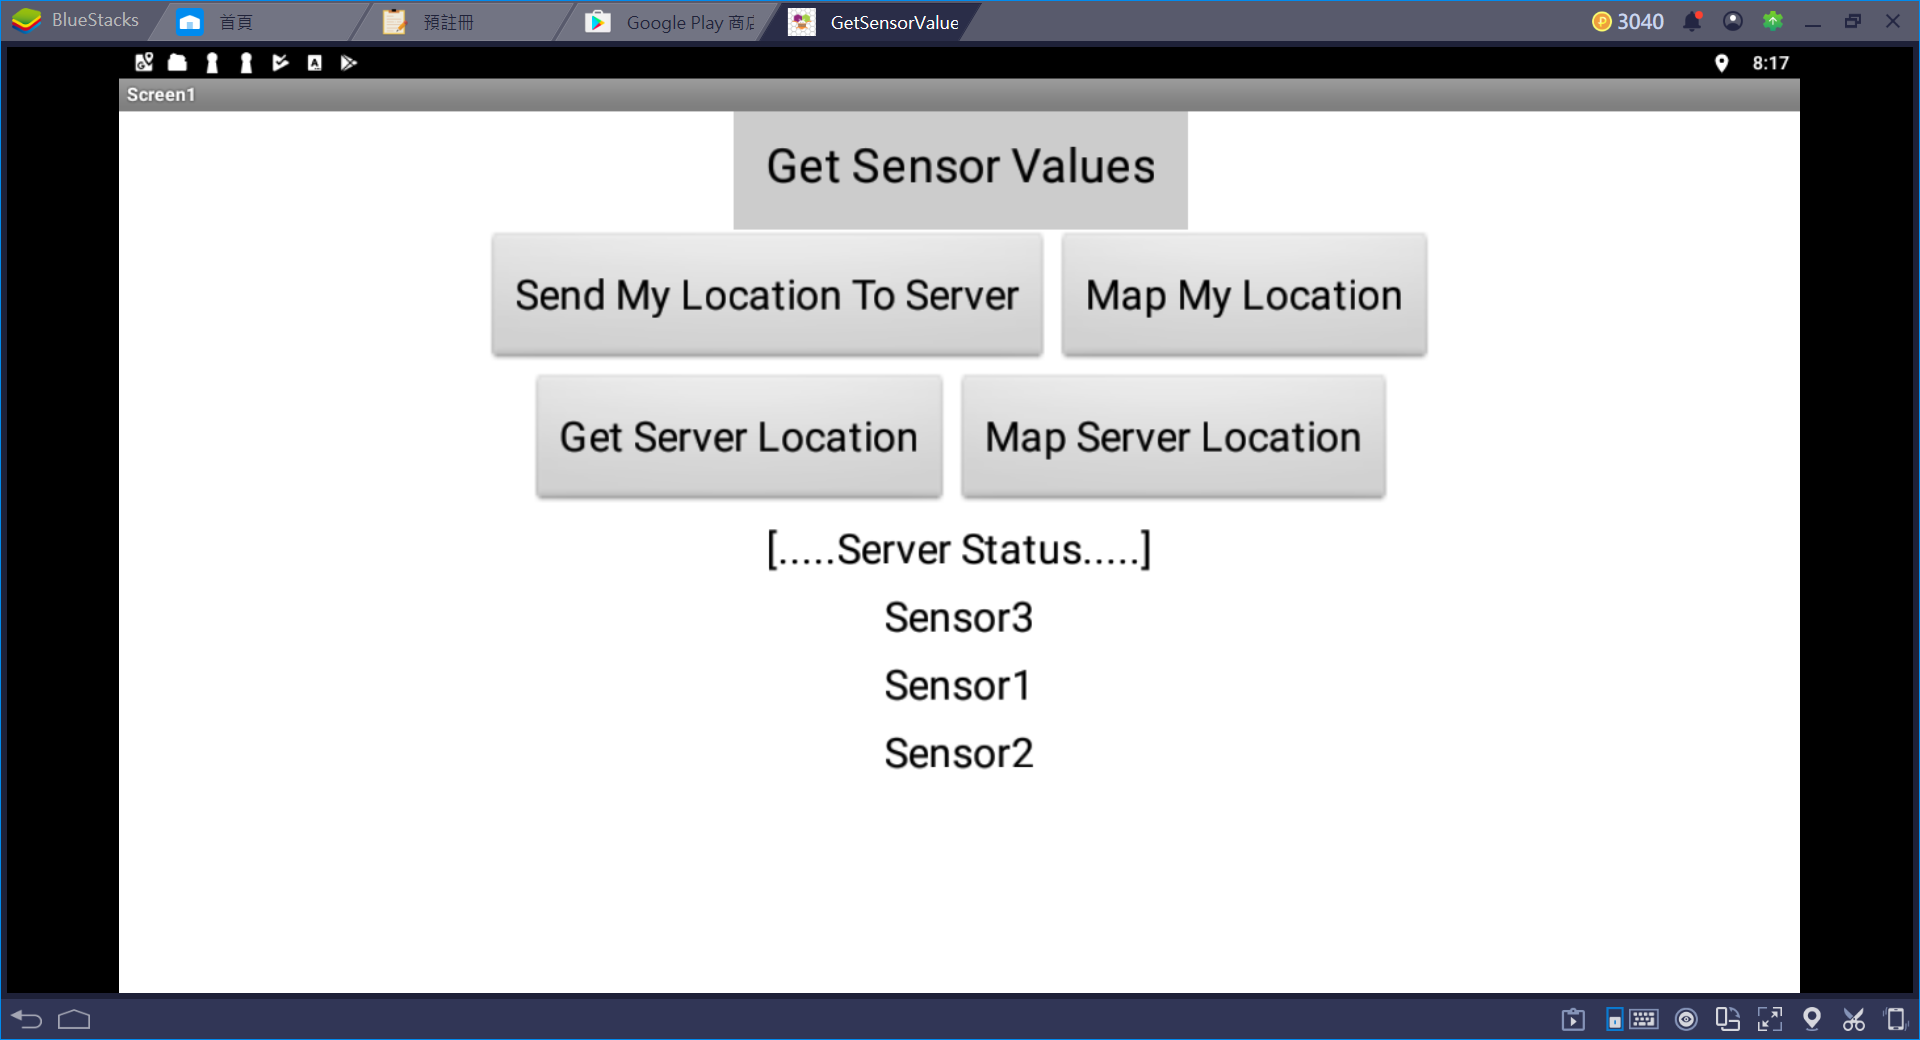 BlueStacks
首頁
預註冊
Google Play 商店
GetSensorValue
3040
8:17
Screen1
Get Sensor Values
Send My Location To Server
Map My Location
Get Server Location
Map Server Location
[.....Server Status.....]
Sensor3
Sensor1
Sensor2